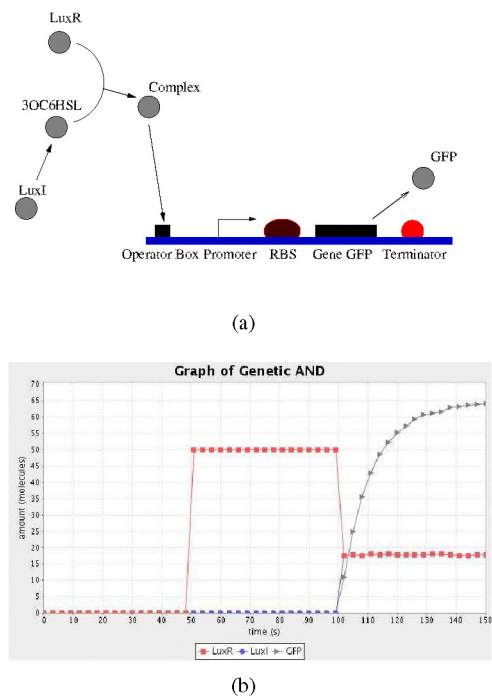 LuxR
Complex
3OC6HSL
GFP
LuxI
Operator Box Promoter RBS Gene GFP Terminator
(a)
Graph of Genetic AND
70
65
60
55
50
45
40
35
30
25
20
15
10
5
0
amount (molecules)
0 10 20 30 40 50 60 70 80 90 100 110 120 130 140 150
time (s)
LuxR LuxI GFP
(b)